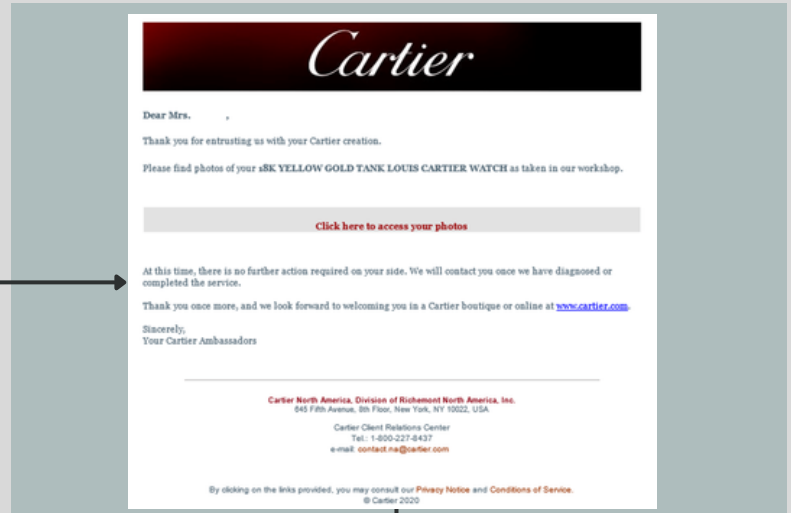 Cartier
Dear Mrs. ,
Thank you for entrusting us with your Cartier creation.
Please find photos of your 18K YELLOW GOLD TANK LOUIS CARTIER WATCH as taken in our workshop.
Click here to access your photos
At this time, there is no further action required on your side. We will contact you once we have diagnosed or
completed the service.
Thank you once more, and we look forward to welcoming you in a Cartier boutique or online at www.cartier.com.
Sincerely,
Your Cartier Ambassadors
Cartier North America, Division of Richemont North America, Inc.
645 Fifth Avenue, 8th Floor, New York, NY 10022, USA
Cartier Client Relations Center
Tel.: 1-800-227-8437
e-mail: contact.na@cartier.com
By clicking on the links provided, you may consult our Privacy Notice and Conditions of Service.
© Cartier 2020